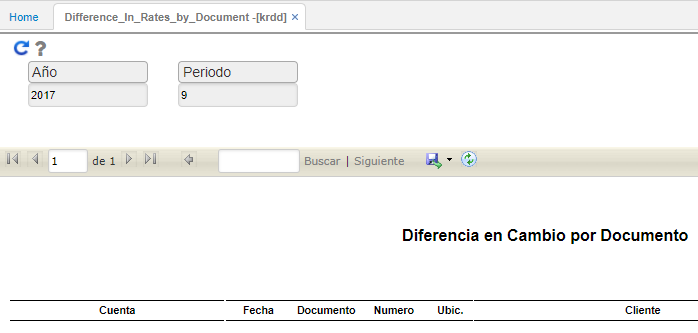 Home Difference_In_Rates_by_Document -[krdd] ×
?
Año Periodo
2017 9
1 de 1 Buscar | Siguiente
Diferencia en Cambio por Documento
Cuenta Fecha Documento Numero Ubic. Cliente